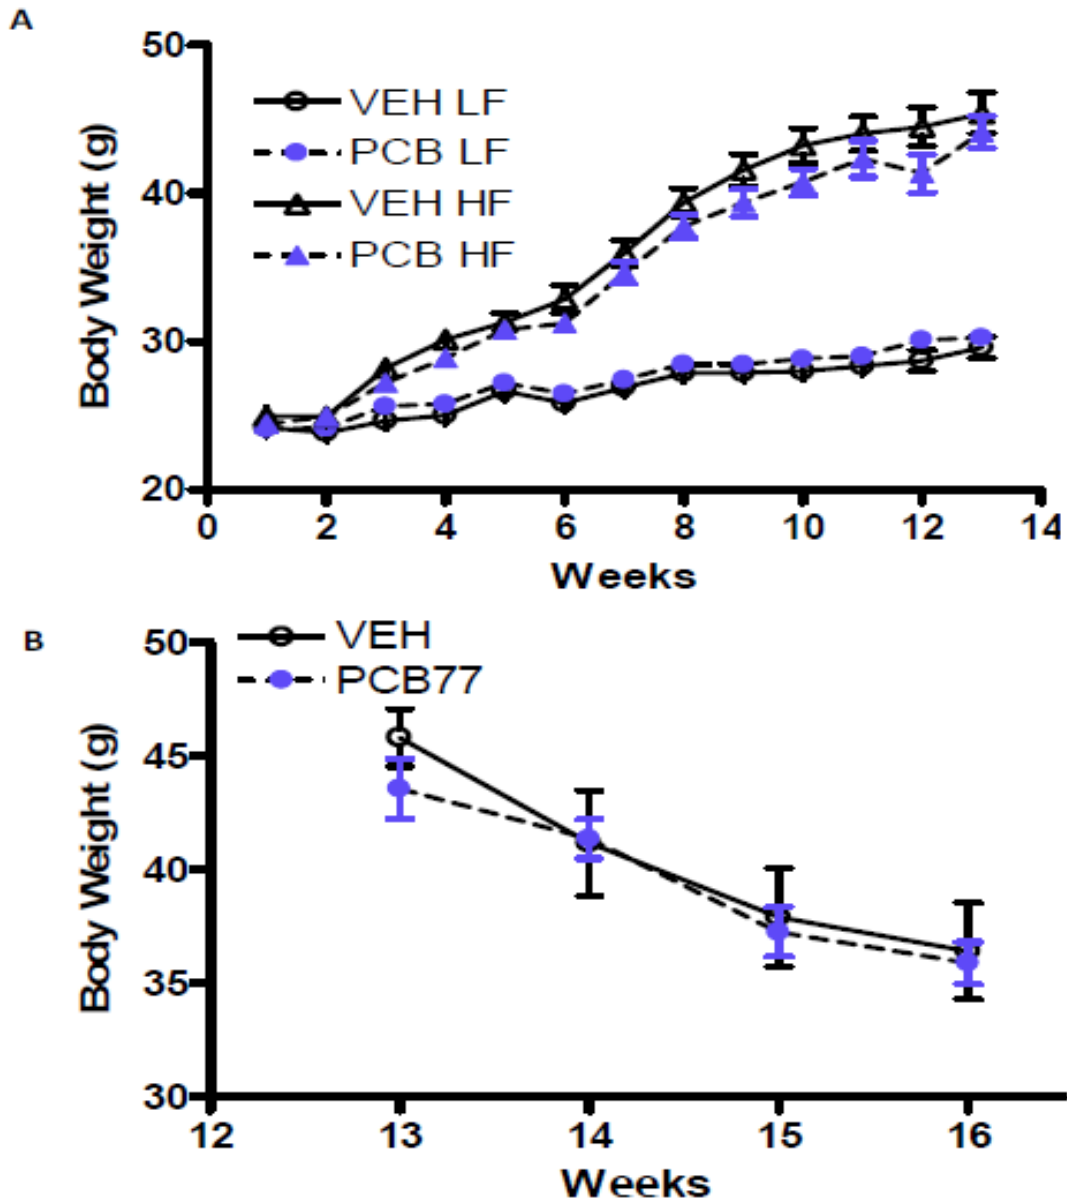 A
50
VEH LF
PCB LF
VEH HF
PCB HF
40
30
20
Body Weight (g)
0 2 4 6 8 10 12 14
Weeks
B
VEH
PCB77
50
45
40
35
30
Body Weight (g)
12 13 14 15 16
Weeks